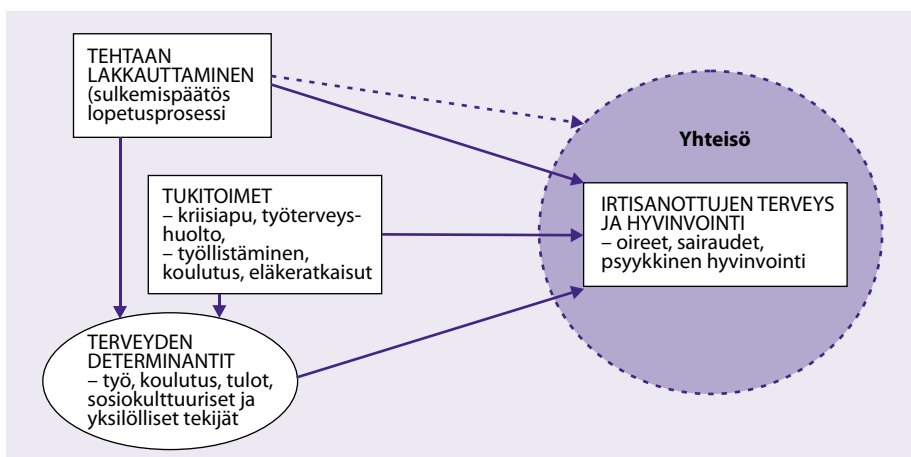 TEHTAAN
LAKKAUTTAMINEN
(sulkemispäätös
lopetusprosessi
TUKITOIMET
– kriisiapu, työterveys-
huolto,
– työllistäminen,
koulutus, eläkeratkaisut
TERVEYDEN
DETERMINANTIT
– työ, koulutus, tulot,
sosiokulttuuriset ja
yksilölliset tekijät
Yhteisö
IRTISANOTTUJEN TERVEYS
JA HYVINVOINTI
– oireet, sairaudet,
psyykkinen hyvinvointi